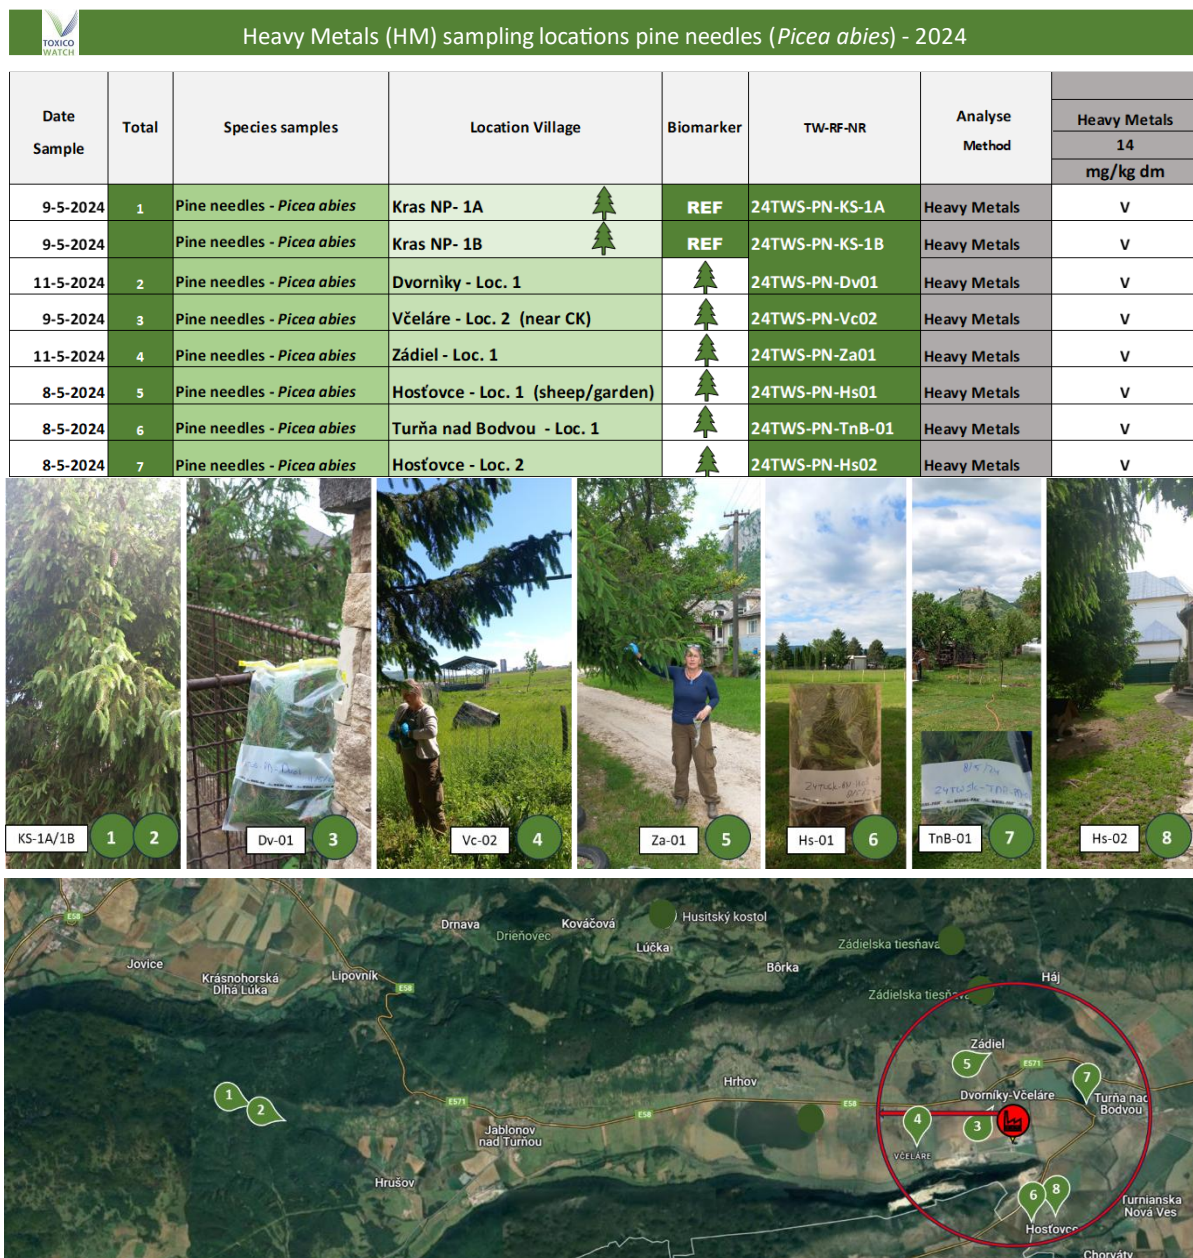 TOXICO
WATCH
Heavy Metals (HM) sampling locations pine needles (Picea abies) - 2024
Date Sample Total Species samples Location Village Biomarker TW-RF-NR Analyse Method Heavy Metals
14
mg/kg dm
9-5-2024 1 Pine needles - Picea abies Kras NP- 1A REF 24TWS-PN-KS-1A Heavy Metals V
9-5-2024 Pine needles - Picea abies Kras NP- 1B REF 24TWS-PN-KS-1B Heavy Metals V
11-5-2024 2 Pine needles - Picea abies Dvornìky - Loc. 1 24TWS-PN-Dv01 Heavy Metals V
9-5-2024 3 Pine needles - Picea abies Včeláre - Loc. 2 (near CK) 24TWS-PN-Vc02 Heavy Metals V
11-5-2024 4 Pine needles - Picea abies Zádiel - Loc. 1 24TWS-PN-Za01 Heavy Metals V
8-5-2024 5 Pine needles - Picea abies Hosťovce - Loc. 1 (sheep/garden) 24TWS-PN-Hs01 Heavy Metals V
8-5-2024 6 Pine needles - Picea abies Turňa nad Bodvou - Loc. 1 24TWS-PN-TnB-01 Heavy Metals V
8-5-2024 7 Pine needles - Picea abies Hosťovce - Loc. 2 24TWS-PN-Hs02 Heavy Metals V
8/5/24
KS-1A/1B 1 2 Dv-01 3 Vc-02 4 Za-01 5 Hs-01 6 TnB-01 7 Hs-02 8
E58
Drnava
Kováčová
Husitský kostol
Drieňovec
Lúčka
Zádielska tiesňava
Jovice
Krásnohorská
Dlhá Lúka
Lipovník
Bôrka
Háj
E58
Zádielska tiesňava
Zádiel
5
E571
Hrhov
Dvorníky-Včeláre
7
Turňa nad
Bodvou
1
2
E571
E58
E58
4
3
Jablonov
nad Turňou
VČELÁRE
Hrušov
6
8
Turnianska
Nová Ves
Hosťovce
Chorváty